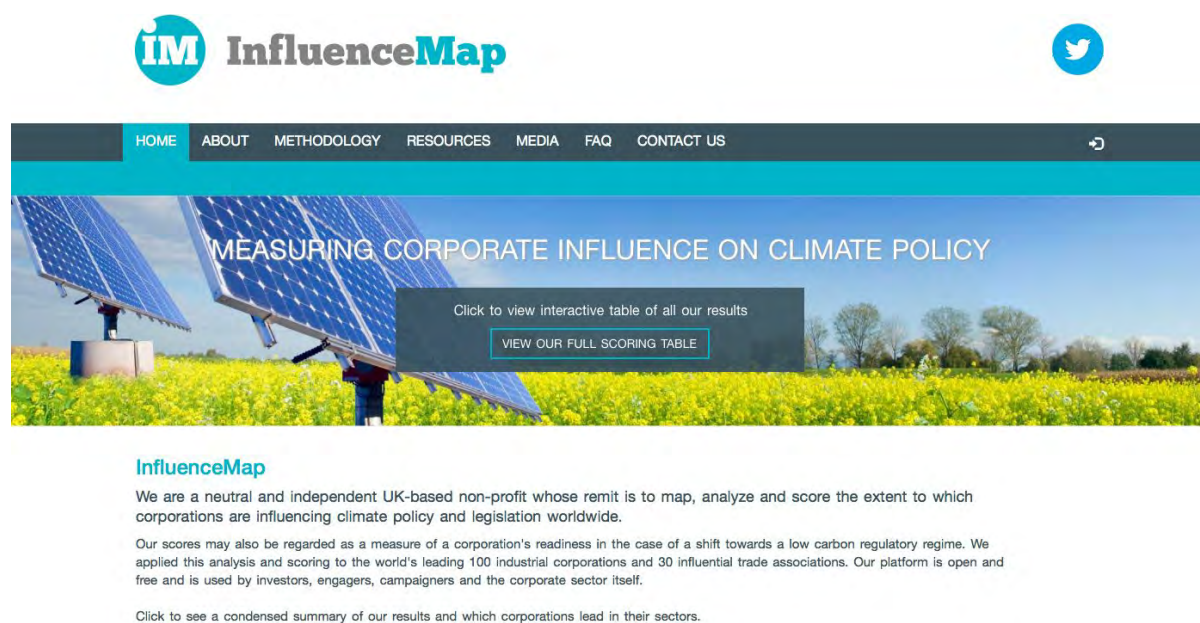 iM InfluenceMap
HOME ABOUT METHODOLOGY RESOURCES MEDIA FAQ CONTACT US
MEASURING CORPORATE INFLUENCE ON CLIMATE POLICY
Click to view interactive table of all our results
VIEW OUR FULL SCORING TABLE
InfluenceMap
We are a neutral and independent UK-based non-profit whose remit is to map, analyze and score the extent to which
corporations are influencing climate policy and legislation worldwide.
Our scores may also be regarded as a measure of a corporation's readiness in the case of a shift towards a low carbon regulatory regime. We
applied this analysis and scoring to the world's leading 100 industrial corporations and 30 influential trade associations. Our platform is open and
free and is used by investors, engagers, campaigners and the corporate sector itself.
Click to see a condensed summary of our results and which corporations lead in their sectors.